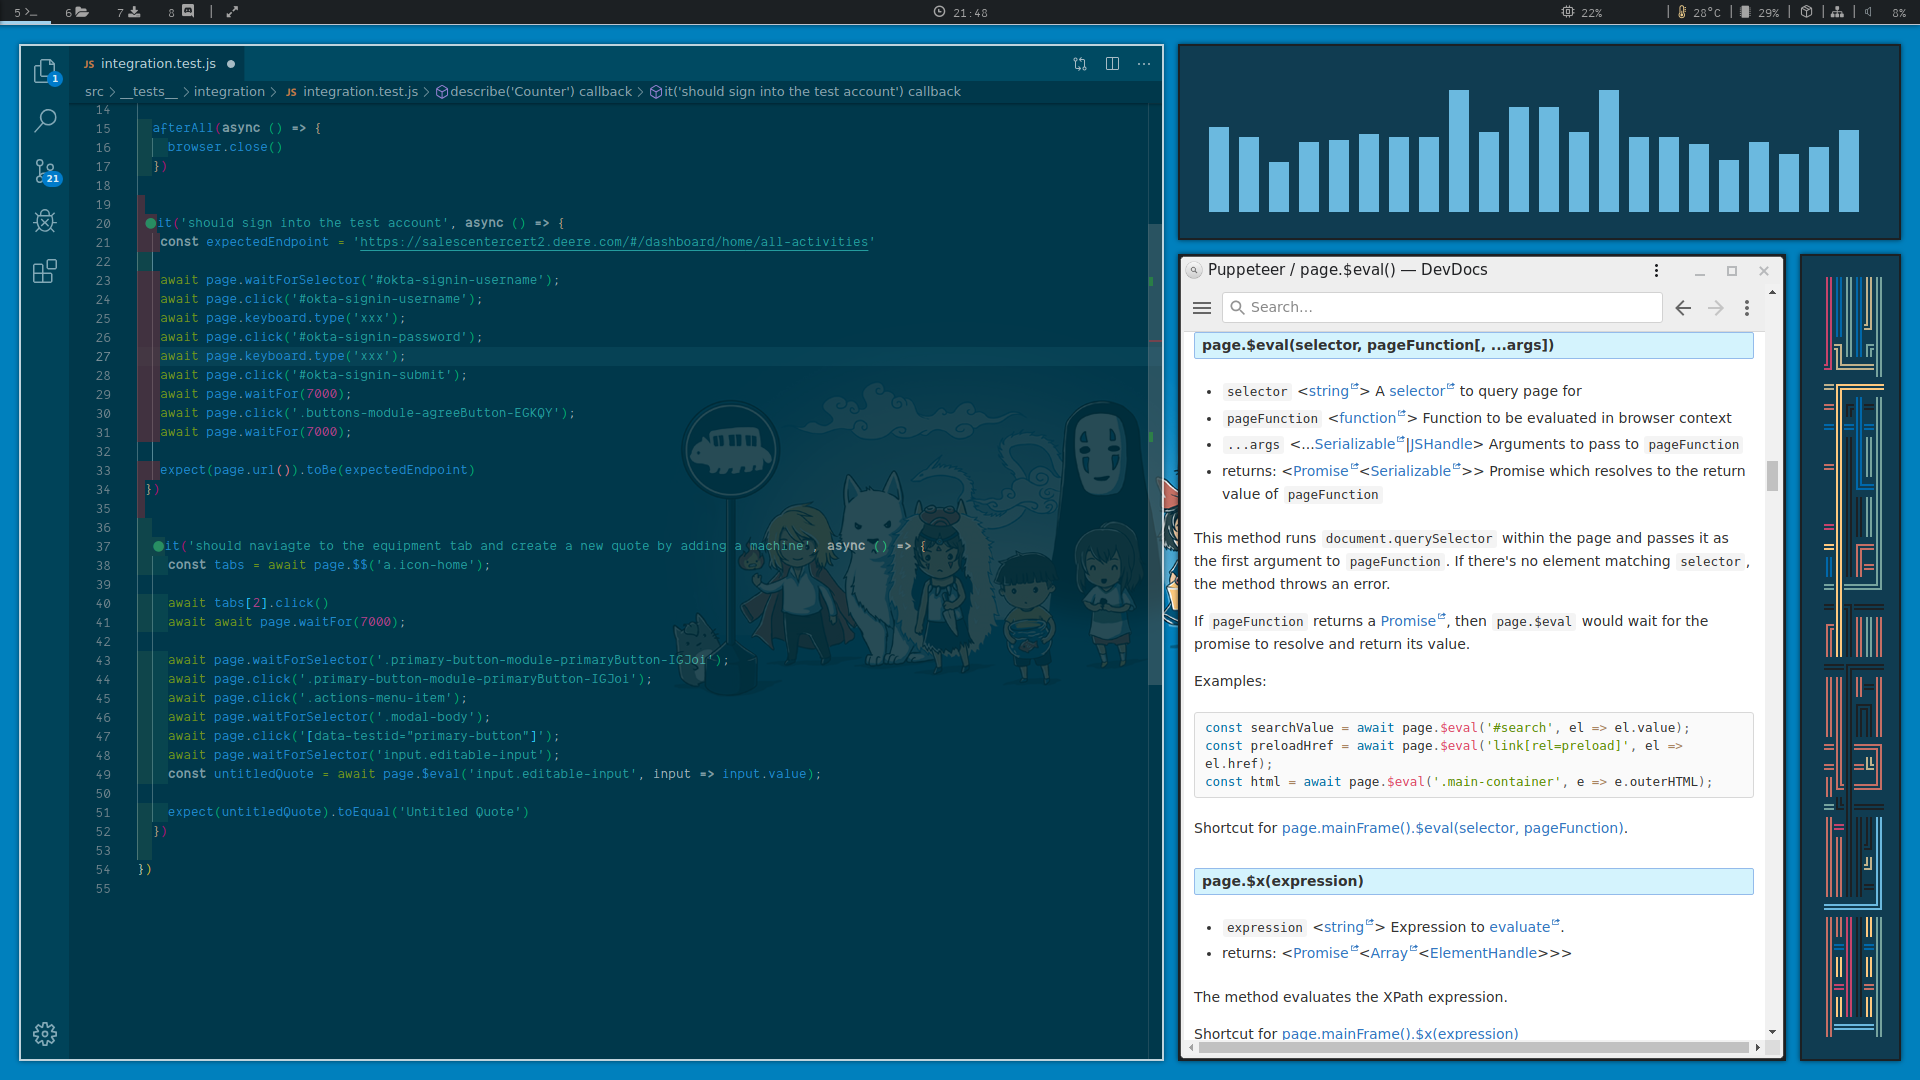 5 6 7 8
21:48
22% 28°C 29% 8%
JS integration.test.js
src > __tests__ > integration > JS integration.test.js > describe('Counter') callback > it('should sign into the test account') callback
1
21
14
15 afterAll(async () => {
16 browser.close()
17 })
18
19
20 it('should sign into the test account', async () => {
21 const expectedEndpoint = 'https://salescentercert2.deere.com/#/dashboard/home/all-activities'
22
23 await page.waitForSelector('#okta-signin-username');
24 await page.click('#okta-signin-username');
25 await page.keyboard.type('xxx');
26 await page.click('#okta-signin-password');
27 await page.keyboard.type('xxx');
28 await page.click('#okta-signin-submit');
29 await page.waitFor(7000);
30 await page.click('.buttons-module-agreeButton-EGKQY');
31 await page.waitFor(7000);
32
33 expect(page.url()).toBe(expectedEndpoint)
34 })
35
36
37 it('should naviagte to the equipment tab and create a new quote by adding a machine', async () => {
38 const tabs = await page.$$('a.icon-home');
39
40 await tabs[2].click()
41 await await page.waitFor(7000);
42
43 await page.waitForSelector('.primary-button-module-primaryButton-IGJoi');
44 await page.click('.primary-button-module-primaryButton-IGJoi');
45 await page.click('.actions-menu-item');
46 await page.waitForSelector('.modal-body');
47 await page.click('[data-testid="primary-button"]');
48 await page.waitForSelector('input.editable-input');
49 const untitledQuote = await page.$eval('input.editable-input', input => input.value);
50
51 expect(untitledQuote).toEqual('Untitled Quote')
52 })
53
54 })
55
Puppeteer / page.$eval() — DevDocs
Search...
page.$eval(selector, pageFunction[, ...args])
• selector <string> A selector to query page for
• pageFunction <function> Function to be evaluated in browser context
• ...args <...Serializable|JSHandle> Arguments to pass to pageFunction
• returns: <Promise<Serializable>> Promise which resolves to the return
value of pageFunction
This method runs document.querySelector within the page and passes it as
the first argument to pageFunction. If there's no element matching selector,
the method throws an error.
If pageFunction returns a Promise, then page.$eval would wait for the
promise to resolve and return its value.
Examples:
const searchValue = await page.$eval('#search', el => el.value);
const preloadHref = await page.$eval('link[rel=preload]', el =>
el.href);
const html = await page.$eval('.main-container', e => e.outerHTML);
Shortcut for page.mainFrame().$eval(selector, pageFunction).
page.$x(expression)
• expression <string> Expression to evaluate.
• returns: <Promise<Array<ElementHandle>>>
The method evaluates the XPath expression.
Shortcut for page.mainFrame().$x(expression)